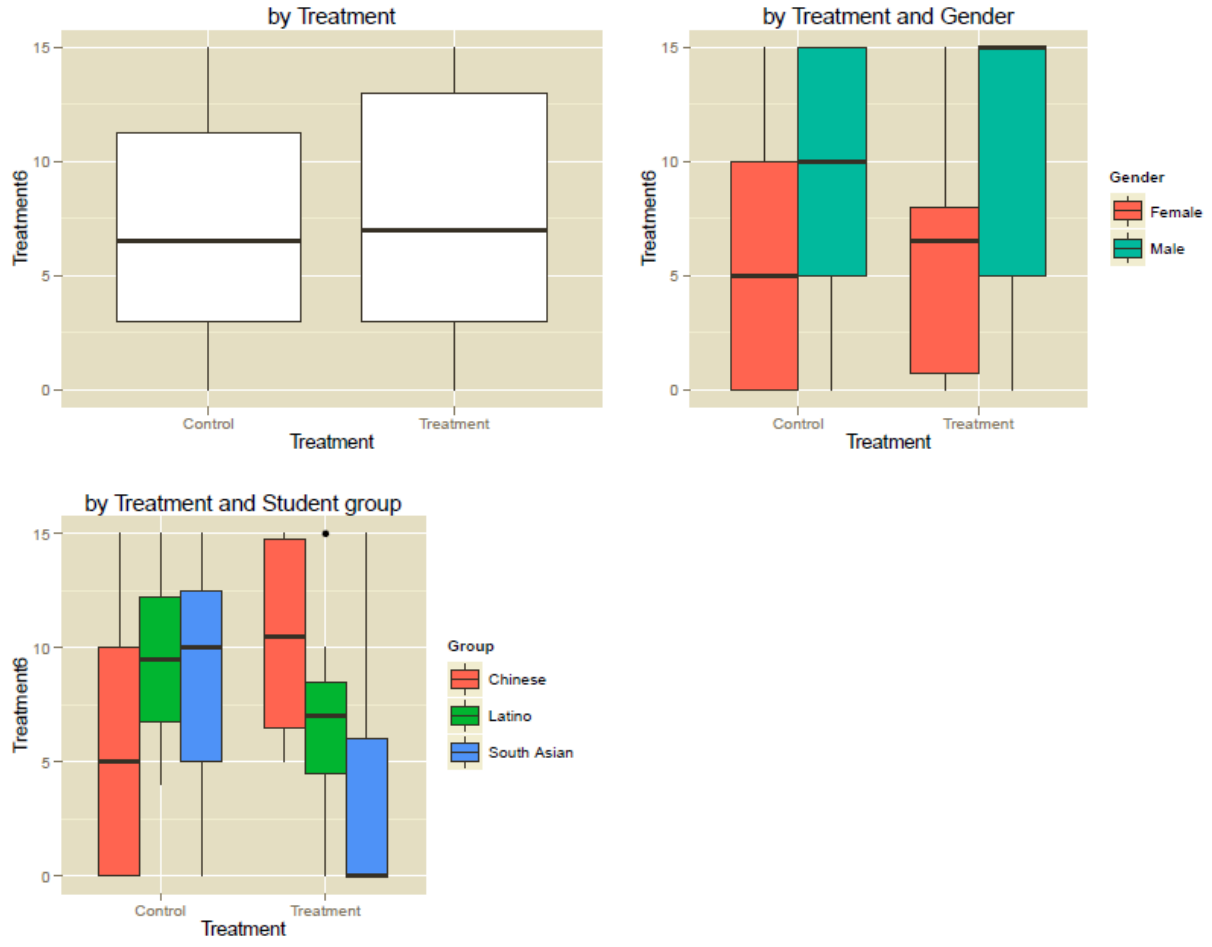 by Treatment
15
10
5
0
Treatment6
Control
Treatment
Treatment
by Treatment and Gender
15
10
5
0
Treatment6
Control
Treatment
Treatment
Gender
Female
Male
by Treatment and Student group
15
10
5
0
Treatment6
Control
Treatment
Treatment
Group
Chinese
Latino
South Asian